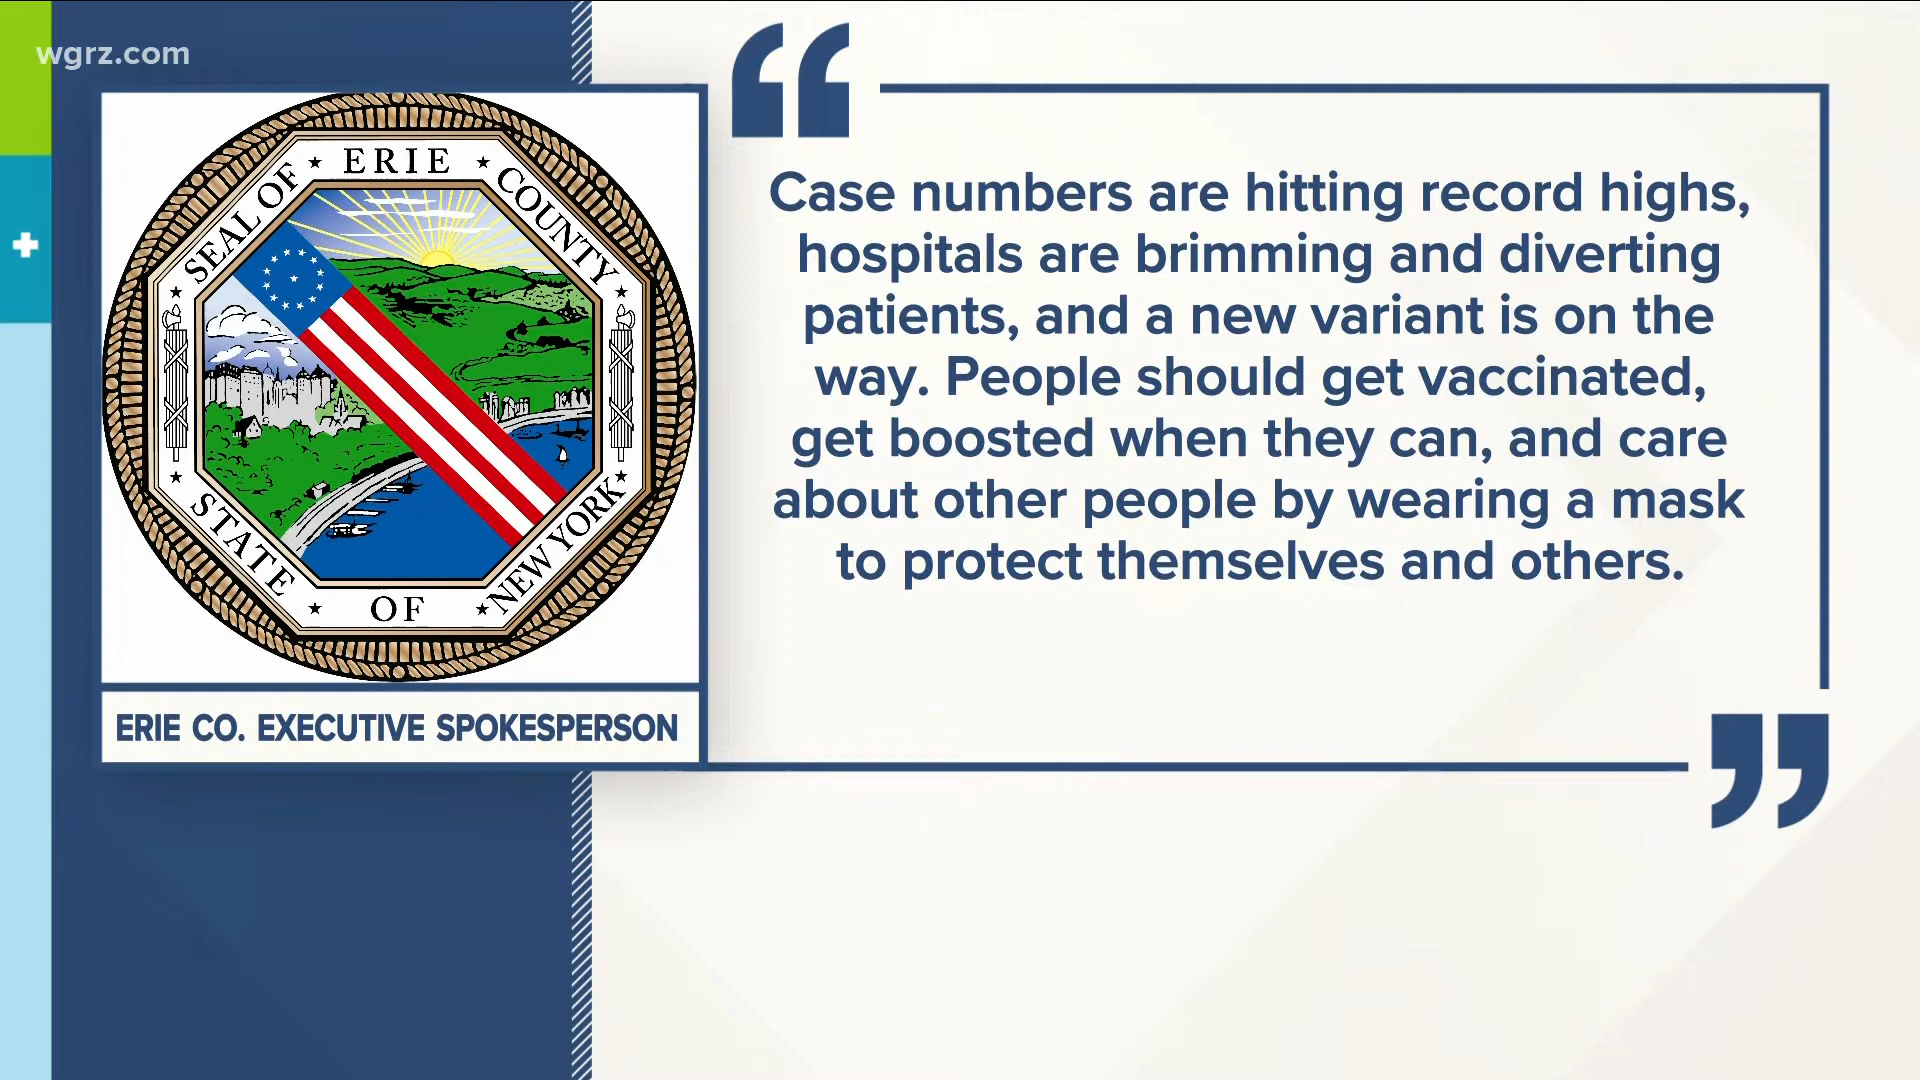 wgrz.com
SEAL OF ★ ERIE ★ COUNTY
★ STATE ★ OF ★ NEW YORK ★
ERIE CO. EXECUTIVE SPOKESPERSON
“
Case numbers are hitting record highs,
hospitals are brimming and diverting
patients, and a new variant is on the
way. People should get vaccinated,
get boosted when they can, and care
about other people by wearing a mask
to protect themselves and others.
”